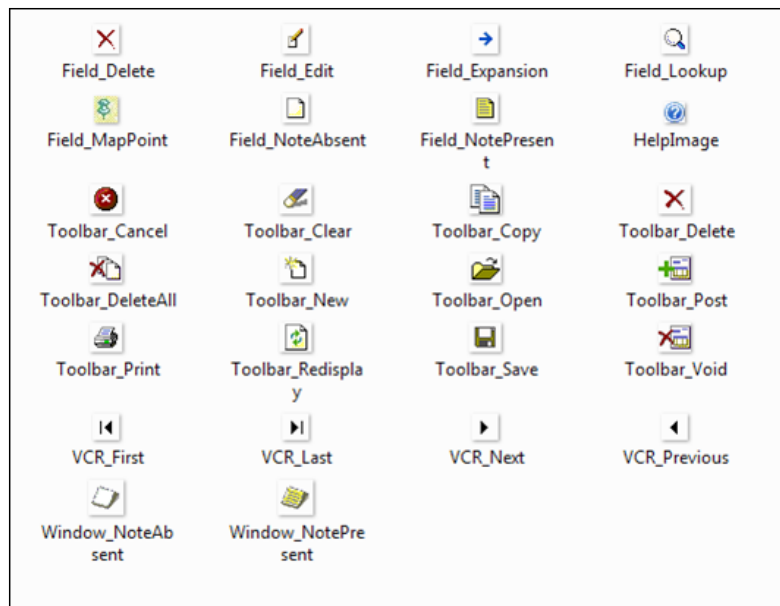 Field_Delete Field_Edit Field_Expansion Field_Lookup
Field_MapPoint Field_NoteAbsent Field_NotePresen HelpImage
t
Toolbar_Cancel Toolbar_Clear Toolbar_Copy Toolbar_Delete
Toolbar_DeleteAll Toolbar_New Toolbar_Open Toolbar_Post
Toolbar_Print Toolbar_Redispla Toolbar_Save Toolbar_Void
y
VCR_First VCR_Last VCR_Next VCR_Previous
Window_NoteAb Window_NotePre
sent sent